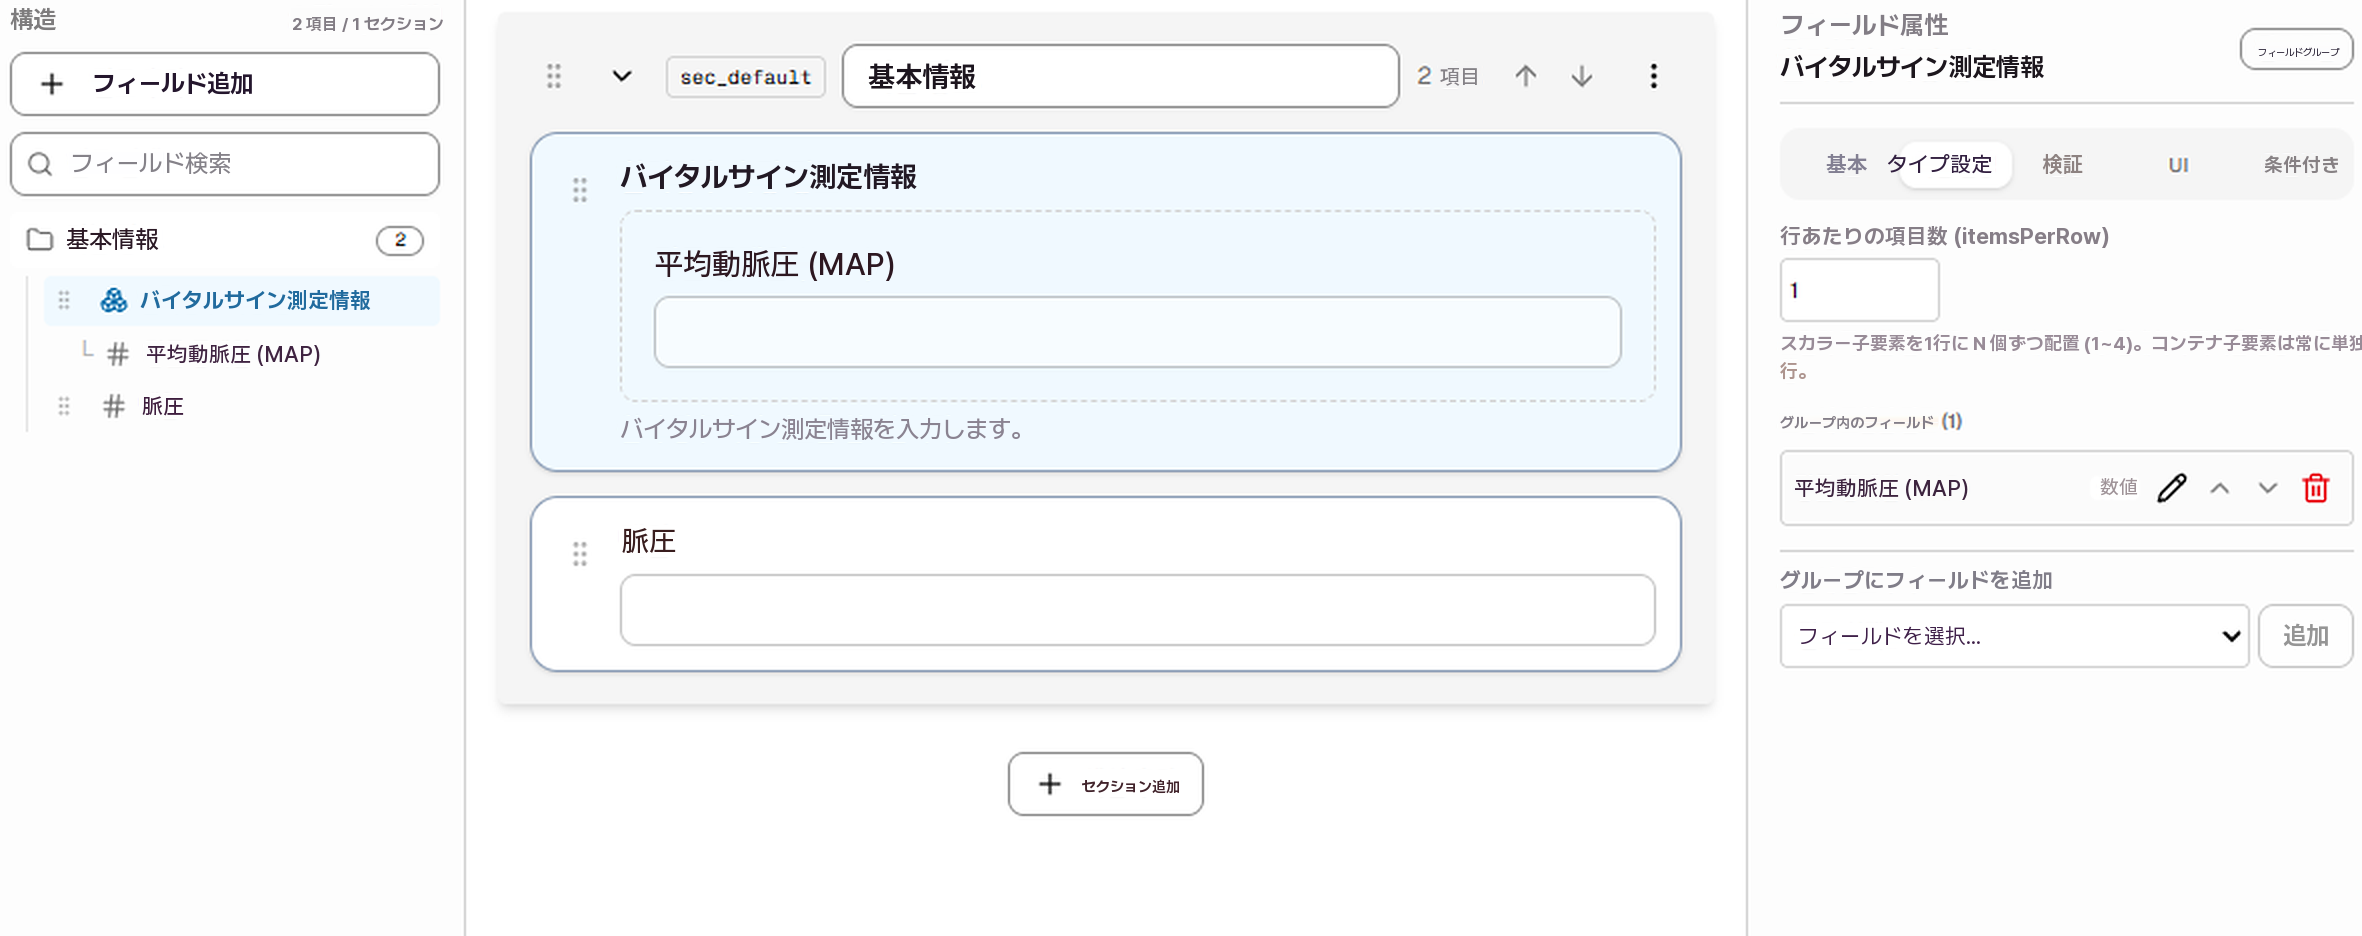 構造
2 項目 / 1 セクション
フィールド追加
フィールド検索
基本情報
2
バイタルサイン測定情報
平均動脈圧 (MAP)
脈圧
sec_default
基本情報
2 項目
バイタルサイン測定情報
平均動脈圧 (MAP)
バイタルサイン測定情報を入力します。
脈圧
セクション追加
フィールド属性
バイタルサイン測定情報
フィールドグループ
基本
タイプ設定
検証
UI
条件付き
行あたりの項目数 (itemsPerRow)
1
スカラー子要素を1行に N 個ずつ配置 (1~4)。コンテナ子要素は常に単独
行。
グループ内のフィールド (1)
平均動脈圧 (MAP)
数値
グループにフィールドを追加
フィールドを選択...
追加